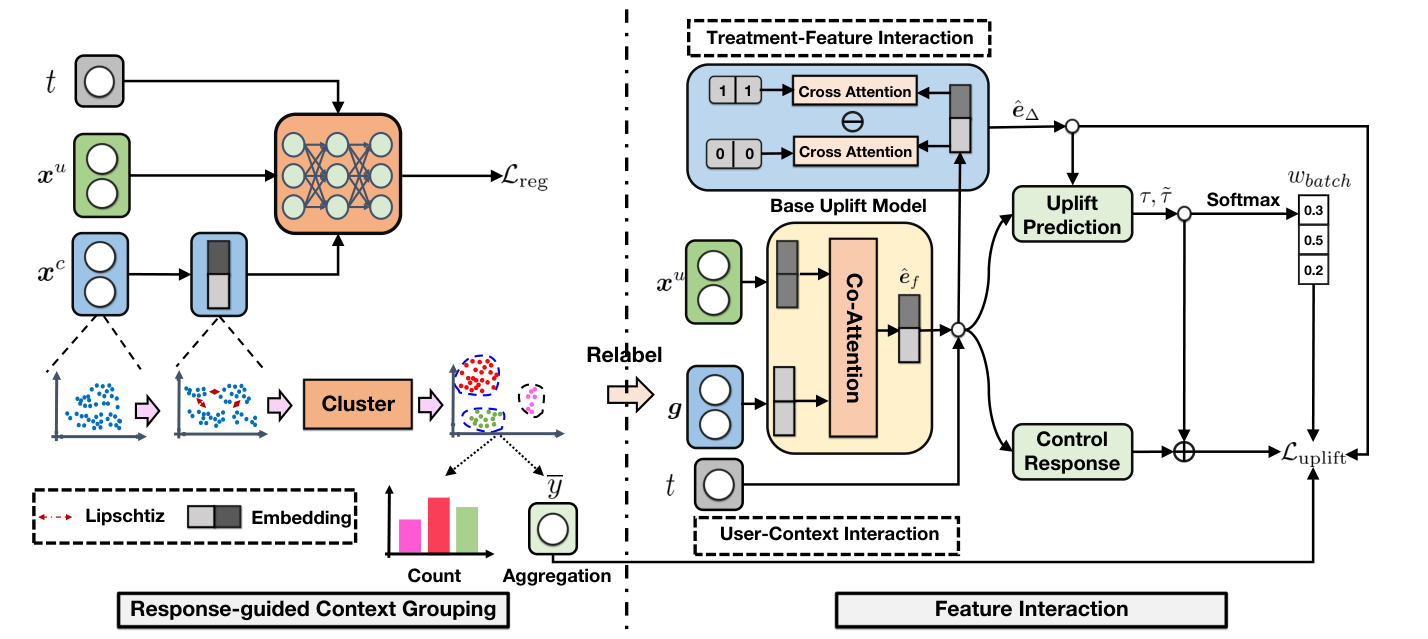 t
x^u
x^c
L_reg
Cluster
Lipschtiz
Embedding
Count
ȳ
Aggregation
Response-guided Context Grouping
Relabel
Treatment-Feature Interaction
1 1
Cross Attention
⊖
0 0
Cross Attention
ê_Δ
Base Uplift Model
x^u
g
t
Co-Attention
ê_f
User-Context Interaction
Uplift
Prediction
τ, τ̃
Softmax
w_batch
0.3
0.5
0.2
Control
Response
⊕
L_uplift
Feature Interaction